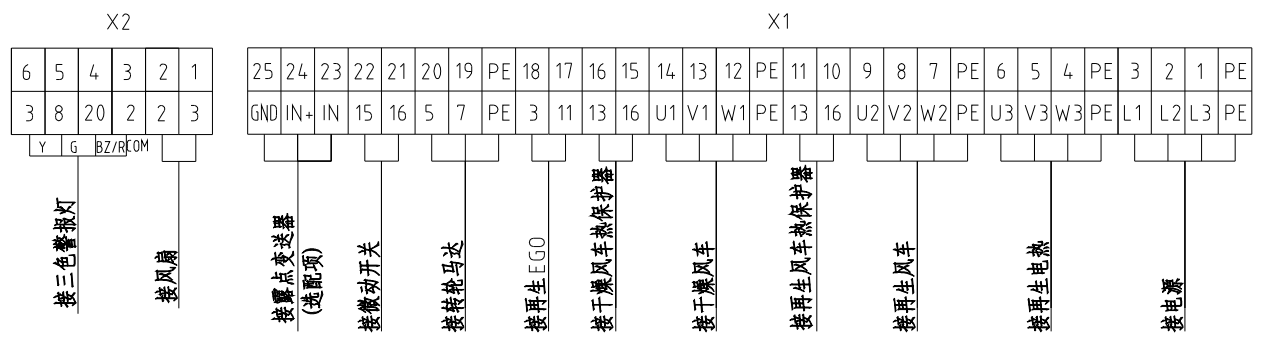 X2 X1
6 5 4 3 2 1 25 24 23 22 21 20 19 PE 18 17 16 15 14 13 12 PE 11 10 9 8 7 PE 6 5 4 PE 3 2 1 PE
3 8 20 2 2 3 GND IN+ IN 15 16 5 7 PE 3 11 13 16 U1 V1 W1 PE 13 16 U2 V2 W2 PE U3 V3 W3 PE L1 L2 L3 PE
Y G BZ/R COM
接三色警报灯
接风扇
接露点变送器
(选配项)
接微动开关
接转轮马达
接再生EGO
接干燥风车热保护器
接干燥风车
接再生风车热保护器
接再生风车
接再生电热
接电源